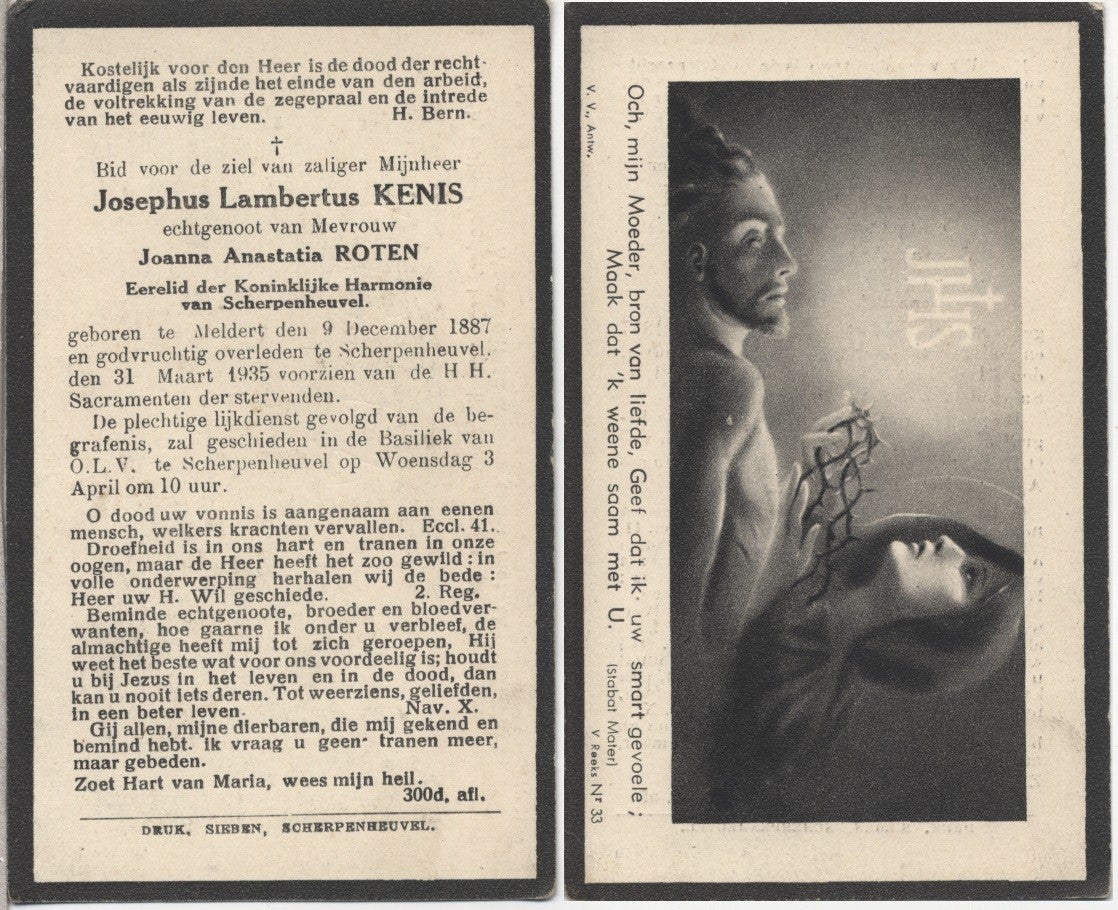 Kostelijk voor den Heer is de dood der recht-
vaardigen als zijnde het einde van den arbeid,
de voltrekking van de zegepraal en de intrede
van het eeuwig leven. H. Bern.
†
Bid voor de ziel van zaliger Mijnheer
Josephus Lambertus KENIS
echtgenoot van Mevrouw
Joanna Anastatia ROTEN
Eerelid der Koninklijke Harmonie
van Scherpenheuvel.
geboren te Meldert den 9 December 1887
en godvruchtig overleden te Scherpenheuvel.
den 31 Maart 1935 voorzien van de H H.
Sacramenten der stervenden.
De plechtige lijkdienst gevolgd van de be-
grafenis, zal geschieden in de Basiliek van
O.L.V. te Scherpenheuvel op Woensdag 3
April om 10 uur.
O dood uw vonnis is aangenaam aan eenen
mensch, welkers krachten vervallen. Eccl. 41.
Droefheid is in ons hart en tranen in onze
oogen, maar de Heer heeft het zoo gewild : in
volle onderwerping herhalen wij de bede :
Heer uw H. Wil geschiede. 2. Reg.
Beminde echtgenoote, broeder en bloedver-
wanten, hoe gaarne ik onder u verbleef, de
almachtige heeft mij tot zich geroepen, Hij
weet het beste wat voor ons voordeelig is; houdt
u bij Jezus in het leven en in de dood, dan
kan u nooit iets deren. Tot weerziens, geliefden,
in een beter leven. Nav. X.
Gij allen, mijne dierbaren, die mij gekend en
bemind hebt. ik vraag u geen tranen meer,
maar gebeden.
Zoet Hart van Maria, wees mijn heil.
300d, afl.
DRUK, SIEBEN, SCHERPENHEUVEL.
Och, mijn Moeder, bron van liefde, Geef dat ik uw smart gevoele ;
Maak dat 'k weene saam met U.
(Stabat Mater)
V. V., Antw.
V Reeks Nr 33
JHS